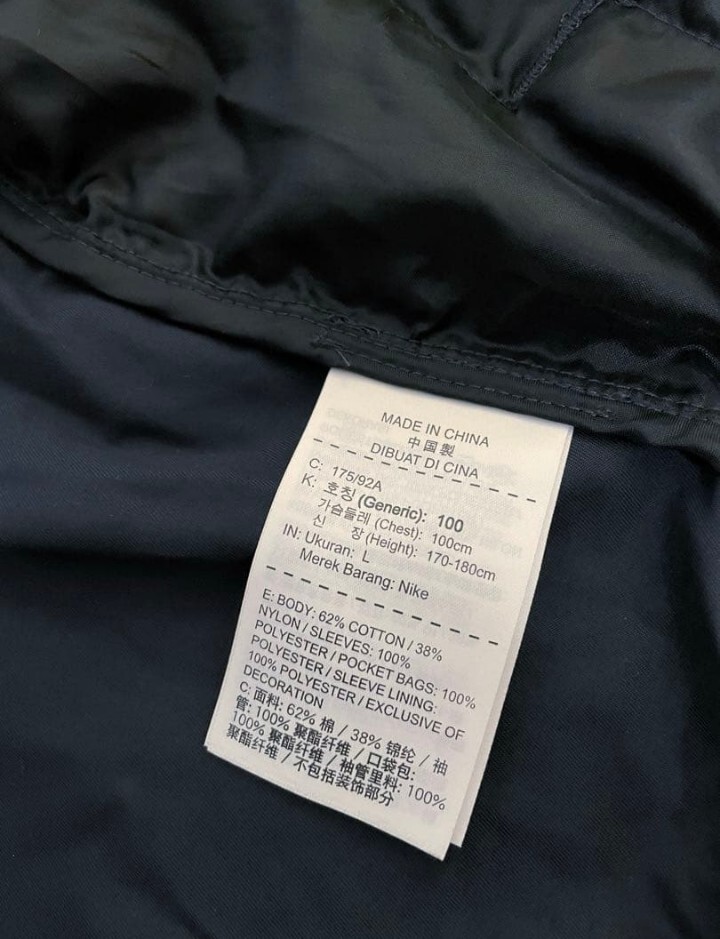 MADE IN CHINA
中国製
DIBUAT DI CINA
C: 175/92A
K: 호칭 (Generic): 100
가슴둘레 (Chest): 100cm
신 장 (Height): 170-180cm
IN: Ukuran: L
Merek Barang: Nike
E: BODY: 62% COTTON / 38%
NYLON / SLEEVES: 100%
POLYESTER / POCKET BAGS: 100%
POLYESTER / SLEEVE LINING:
100% POLYESTER / EXCLUSIVE OF
DECORATION
C: 面料: 62% 棉 / 38% 锦纶 / 袖
管: 100% 聚酯纤维 / 口袋包:
100% 聚酯纤维 / 袖管里料: 100%
聚酯纤维 / 不包括装饰部分